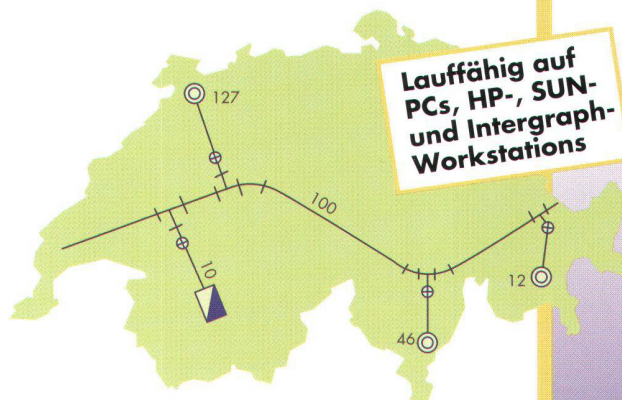 Lauffähig auf
PCs, HP-, SUN-
und Intergraph-
Workstations
127
100
10
12
46